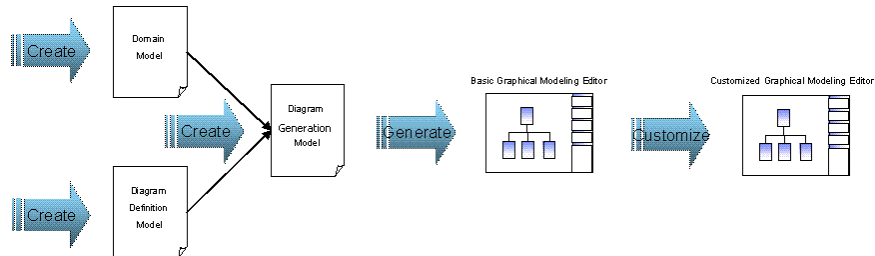 Create
Domain
Model
Create
Diagram
Generation
Model
Create
Diagram
Definition
Model
Generate
Basic Graphical Modeling Editor
Customize
Customized Graphical Modeling Editor